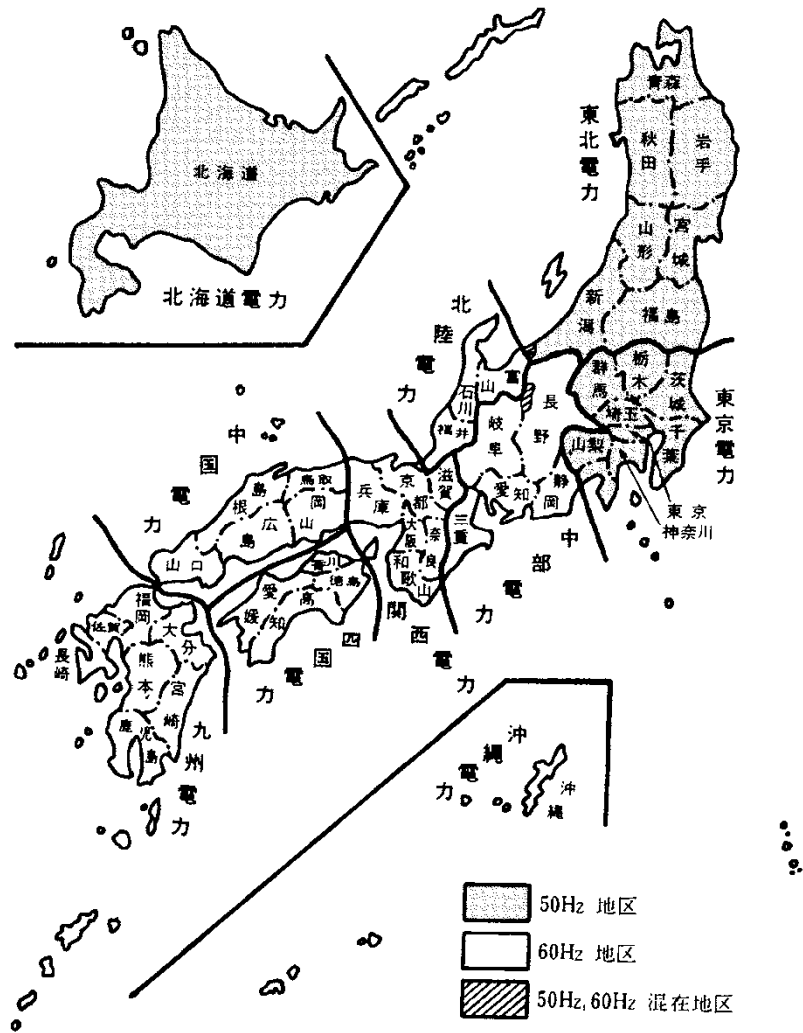 北海道
北海道電力
東北電力
青森
秋田
岩手
山形
宮城
新潟
福島
北陸電力
富山
石川
福井
栃木
群馬
茨城
埼玉
千葉
東京
神奈川
山梨
東京電力
長野
岐阜
静岡
愛知
中部電力
滋賀
三重
京都
兵庫
大阪
奈良
和歌山
関西電力
中国電力
鳥取
島根
岡山
広島
山口
香川
徳島
愛媛
高知
四国電力
福岡
佐賀
長崎
大分
熊本
宮崎
鹿児島
九州電力
沖縄電力
沖縄
50Hz 地区
60Hz 地区
50Hz,60Hz 混在地区